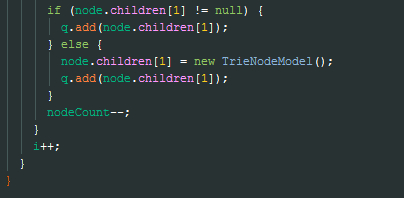 if (node.children[1] != null) {
q.add(node.children[1]);
} else {
node.children[1] = new TrieNodeModel();
q.add(node.children[1]);
}
nodeCount--;
}
i++;
}
}